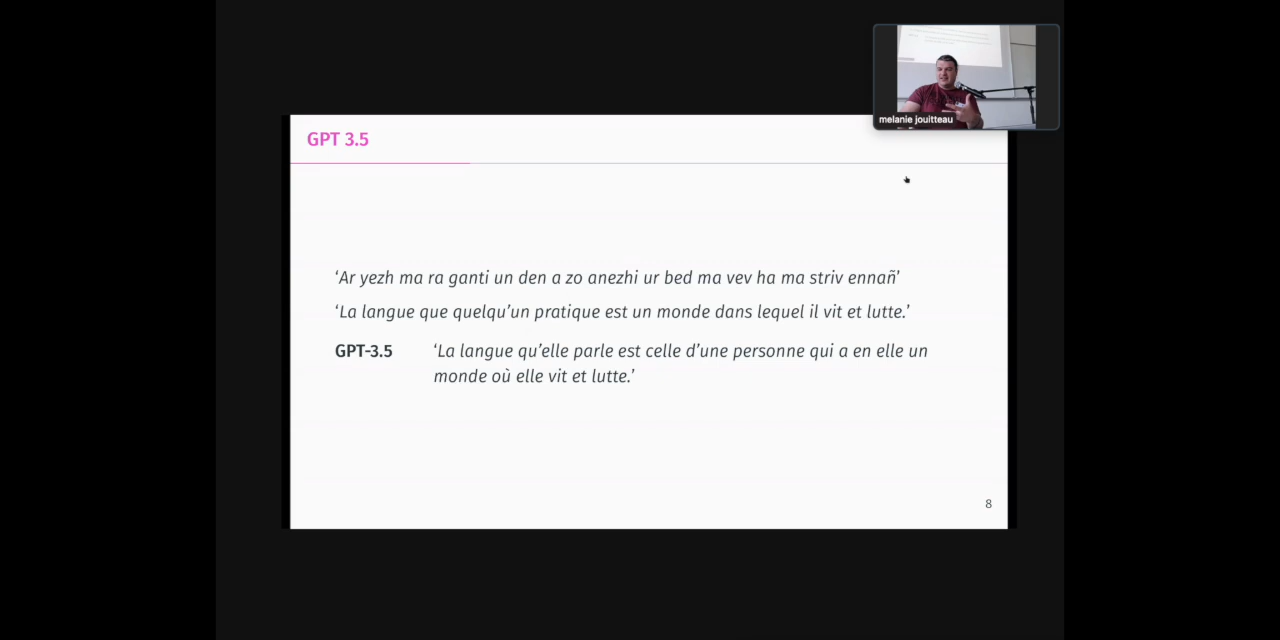 melanie jouitteau
GPT 3.5
‘Ar yezh ma ra ganti un den a zo anezhi ur bed ma vev ha ma striv ennañ’
‘La langue que quelqu’un pratique est un monde dans lequel il vit et lutte.’
GPT-3.5 ‘La langue qu’elle parle est celle d’une personne qui a en elle un
monde où elle vit et lutte.’
8